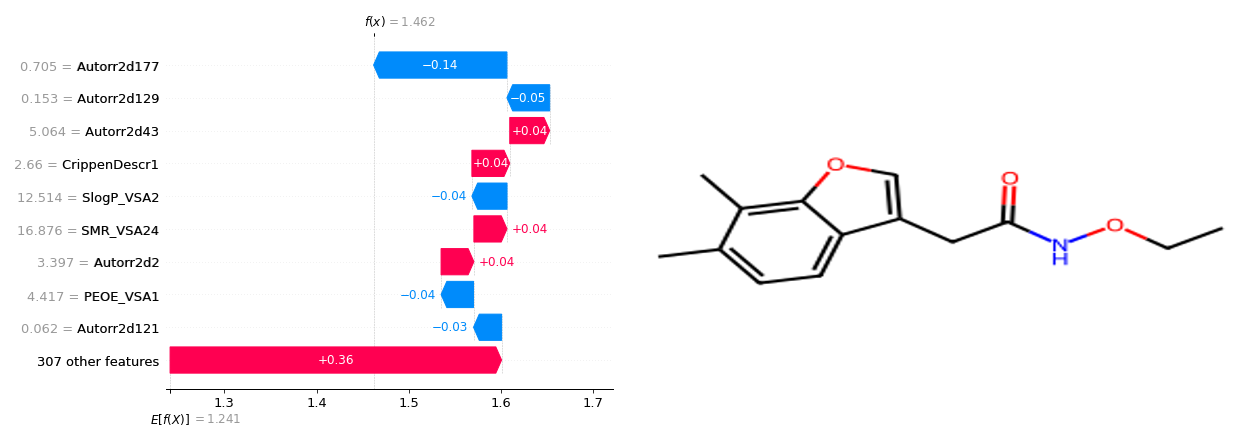 f(x) = 1.462
0.705 = Autorr2d177
−0.14
0.153 = Autorr2d129
−0.05
5.064 = Autorr2d43
+0.04
2.66 = CrippenDescr1
+0.04
12.514 = SlogP_VSA2
−0.04
16.876 = SMR_VSA24
+0.04
3.397 = Autorr2d2
+0.04
4.417 = PEOE_VSA1
−0.04
0.062 = Autorr2d121
−0.03
307 other features
+0.36
1.3 1.4 1.5 1.6 1.7
E[f(X)] = 1.241
O
O
O
N
H